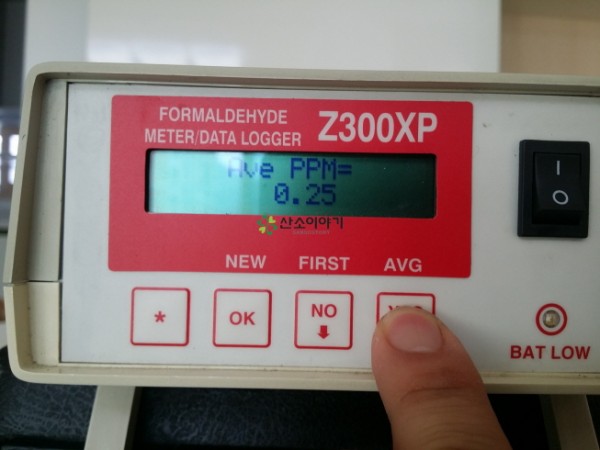 FORMALDEHYDE
METER/DATA LOGGER
Z300XP
Ave PPM=
0.25
산소이야기
NEW FIRST AVG
* OK NO
BAT LOW
I
O